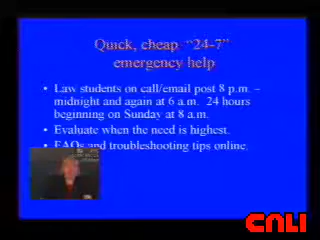 Quick, cheap "24-7"
emergency help
• Law students on call/email post 8 p.m. –
midnight and again at 6 a.m. 24 hours
beginning on Sunday at 8 a.m.
• Evaluate when the need is highest.
• FAQs and troubleshooting tips online.
CALI